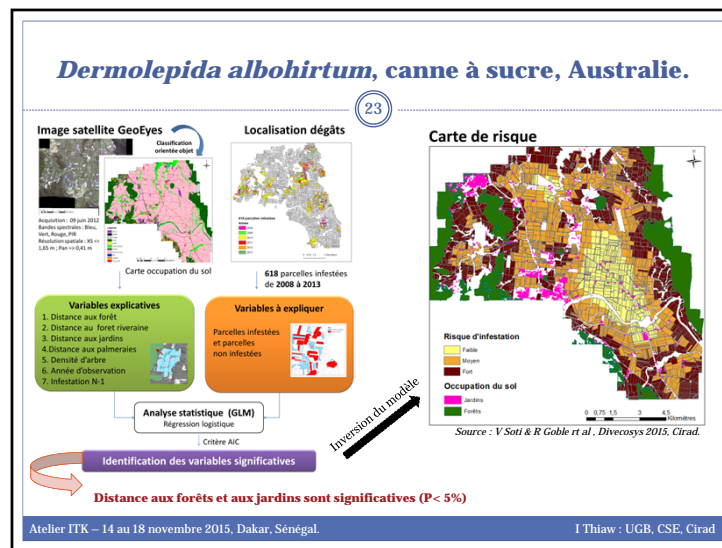 Dermolepida albohirtum, canne à sucre, Australie.
23
Image satellite GeoEyes
Classification
orientée objet
Acquisition : 09 juin 2012
Bandes spectrales : Bleu,
Vert, Rouge, PIR
Résolution spatiale : XS =>
1,65 m ; Pan => 0,41 m
Carte occupation du sol
Localisation dégâts
618 parcelles infestées
618 parcelles infestées
de 2008 à 2013
Variables explicatives
1. Distance aux forêt
2. Distance au foret riveraine
3. Distance aux jardins
4.Distance aux palmeraies
5. Densité d'arbre
6. Année d'observation
7. Infestation N-1
Variables à expliquer
Parcelles infestées
et parcelles
non infestées
Analyse statistique (GLM)
Régression logistique
Critère AIC
Identification des variables significatives
Inversion du modèle
Carte de risque
Risque d'infestation
Faible
Moyen
Fort
Occupation du sol
Jardins
Forêts
0 0,75 1,5 3 4,5
Kilomètres
Source : V Soti & R Goble rt al , Divecosys 2015, Cirad.
Distance aux forêts et aux jardins sont significatives (P< 5%)
Atelier ITK – 14 au 18 novembre 2015, Dakar, Sénégal.
I Thiaw : UGB, CSE, Cirad